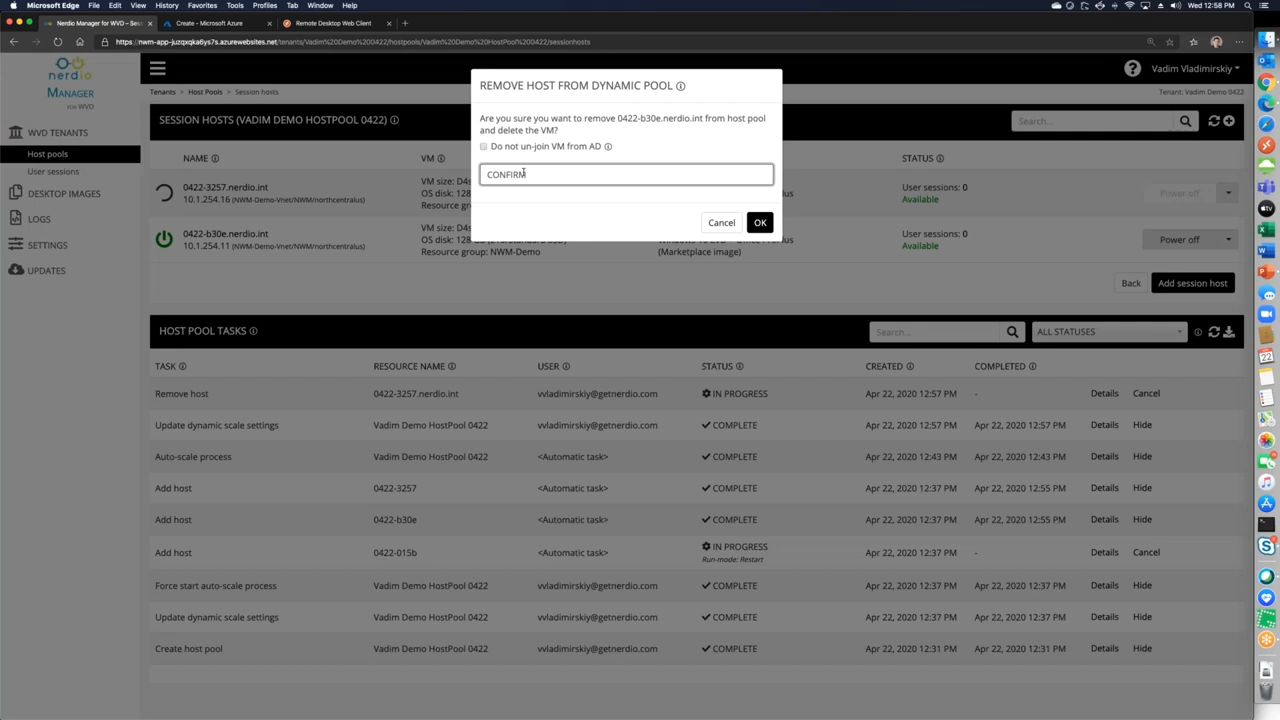 Microsoft Edge File Edit View History Favorites Tools Profiles Tab Window Help
Wed 12:58 PM
Nerdio Manager for WVD – Sess
Create - Microsoft Azure
Remote Desktop Web Client
https://nwm-app-juzqxqka6ys7s.azurewebsites.net/tenants/Vadim%20Demo%200422/hostpools/Vadim%20Demo%20HostPool%200422/sessionhosts
nerdio
MANAGER
FOR WVD
Vadim Vladimirskiy
Tenants Host Pools Session hosts
Tenant: Vadim Demo 0422
WVD TENANTS
Host pools
User sessions
DESKTOP IMAGES
LOGS
SETTINGS
UPDATES
SESSION HOSTS (VADIM DEMO HOSTPOOL 0422)
Search...
NAME VM STATUS
0422-3257.nerdio.int
10.1.254.16 (NWM-Demo-Vnet/NWM/northcentralus)
VM size: D4s
OS disk: 128
Resource group
User sessions: 0
Available
Power off
0422-b30e.nerdio.int
10.1.254.11 (NWM-Demo-Vnet/NWM/northcentralus)
VM size: D4s
OS disk: 128
Resource group: NWM-Demo
(Marketplace image)
User sessions: 0
Available
Power off
Back
Add session host
REMOVE HOST FROM DYNAMIC POOL
Are you sure you want to remove 0422-b30e.nerdio.int from host pool
and delete the VM?
Do not un-join VM from AD
CONFIRM
Cancel OK
HOST POOL TASKS
Search...
ALL STATUSES
TASK RESOURCE NAME USER STATUS CREATED COMPLETED
Remove host 0422-3257.nerdio.int vvladimirskiy@getnerdio.com IN PROGRESS Apr 22, 2020 12:57 PM - Details Cancel
Update dynamic scale settings Vadim Demo HostPool 0422 vvladimirskiy@getnerdio.com COMPLETE Apr 22, 2020 12:57 PM Apr 22, 2020 12:57 PM Details Hide
Auto-scale process Vadim Demo HostPool 0422 <Automatic task> COMPLETE Apr 22, 2020 12:43 PM Apr 22, 2020 12:43 PM Details Hide
Add host 0422-3257 <Automatic task> COMPLETE Apr 22, 2020 12:37 PM Apr 22, 2020 12:55 PM Details Hide
Add host 0422-b30e <Automatic task> COMPLETE Apr 22, 2020 12:37 PM Apr 22, 2020 12:55 PM Details Hide
Add host 0422-015b <Automatic task> IN PROGRESS Apr 22, 2020 12:37 PM - Details Cancel
Run-mode: Restart
Force start auto-scale process Vadim Demo HostPool 0422 vvladimirskiy@getnerdio.com COMPLETE Apr 22, 2020 12:37 PM Apr 22, 2020 12:37 PM Details Hide
Update dynamic scale settings Vadim Demo HostPool 0422 vvladimirskiy@getnerdio.com COMPLETE Apr 22, 2020 12:37 PM Apr 22, 2020 12:37 PM Details Hide
Create host pool Vadim Demo HostPool 0422 vvladimirskiy@getnerdio.com COMPLETE Apr 22, 2020 12:31 PM Apr 22, 2020 12:31 PM Details Hide